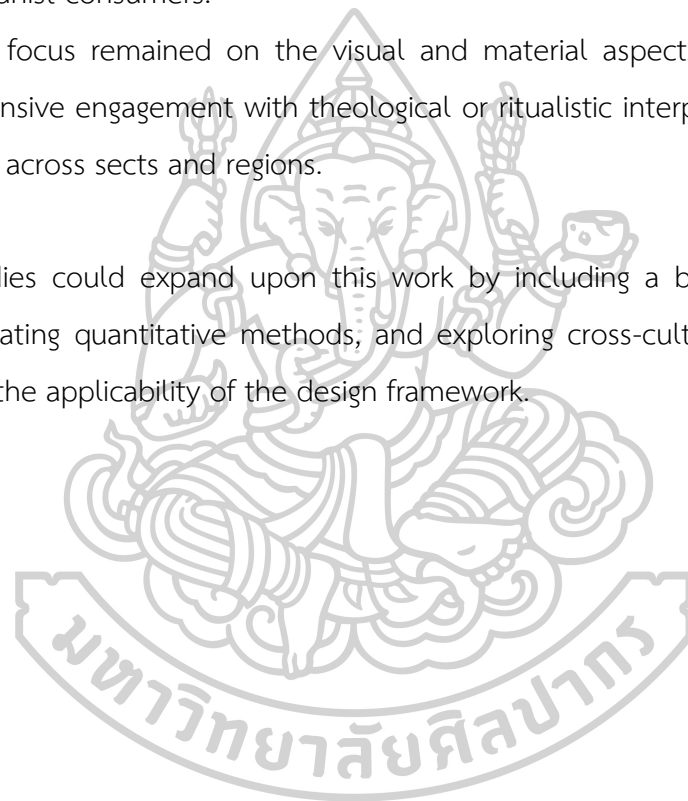 anist consumers.
focus remained on the visual and material aspect
nsive engagement with theological or ritualistic interp
across sects and regions.
dies could expand upon this work by including a b
ating quantitative methods, and exploring cross-cult
the applicability of the design framework.
มหาวิทยาลัยศิลปากร